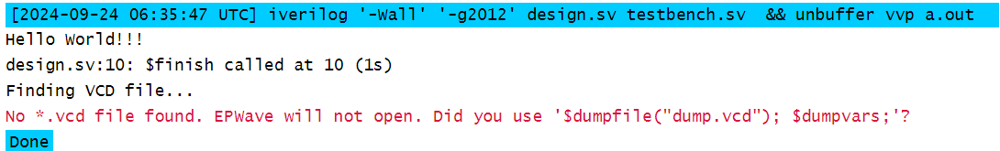 [2024-09-24 06:35:47 UTC] iverilog '-Wall' '-g2012' design.sv testbench.sv  && unbuffer vvp a.out
Hello World!!!
design.sv:10: $finish called at 10 (1s)
Finding VCD file...
No *.vcd file found. EPWave will not open. Did you use '$dumpfile("dump.vcd"); $dumpvars;'?
Done